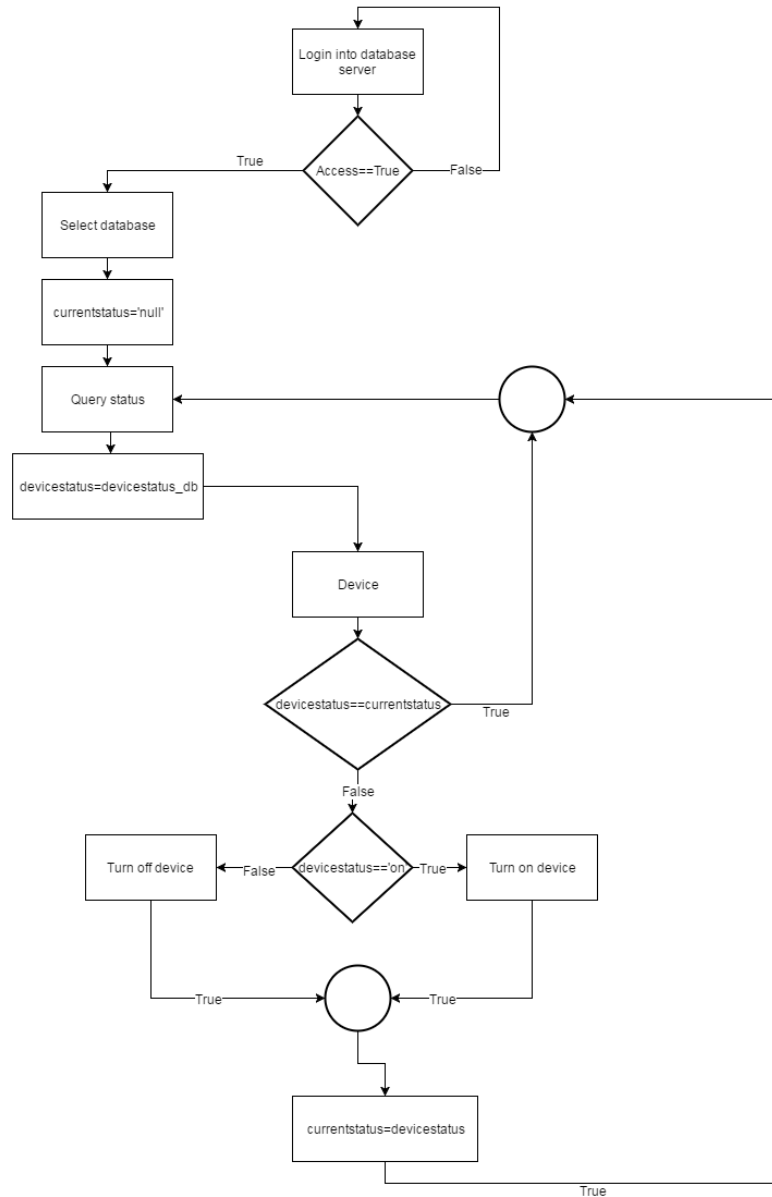 Login into database
server
Access==True
True
False
Select database
currentstatus='null'
Query status
devicestatus=devicestatus_db
Device
devicestatus==currentstatus
True
False
devicestatus=='on
False
True
Turn off device
Turn on device
True
True
currentstatus=devicestatus
True